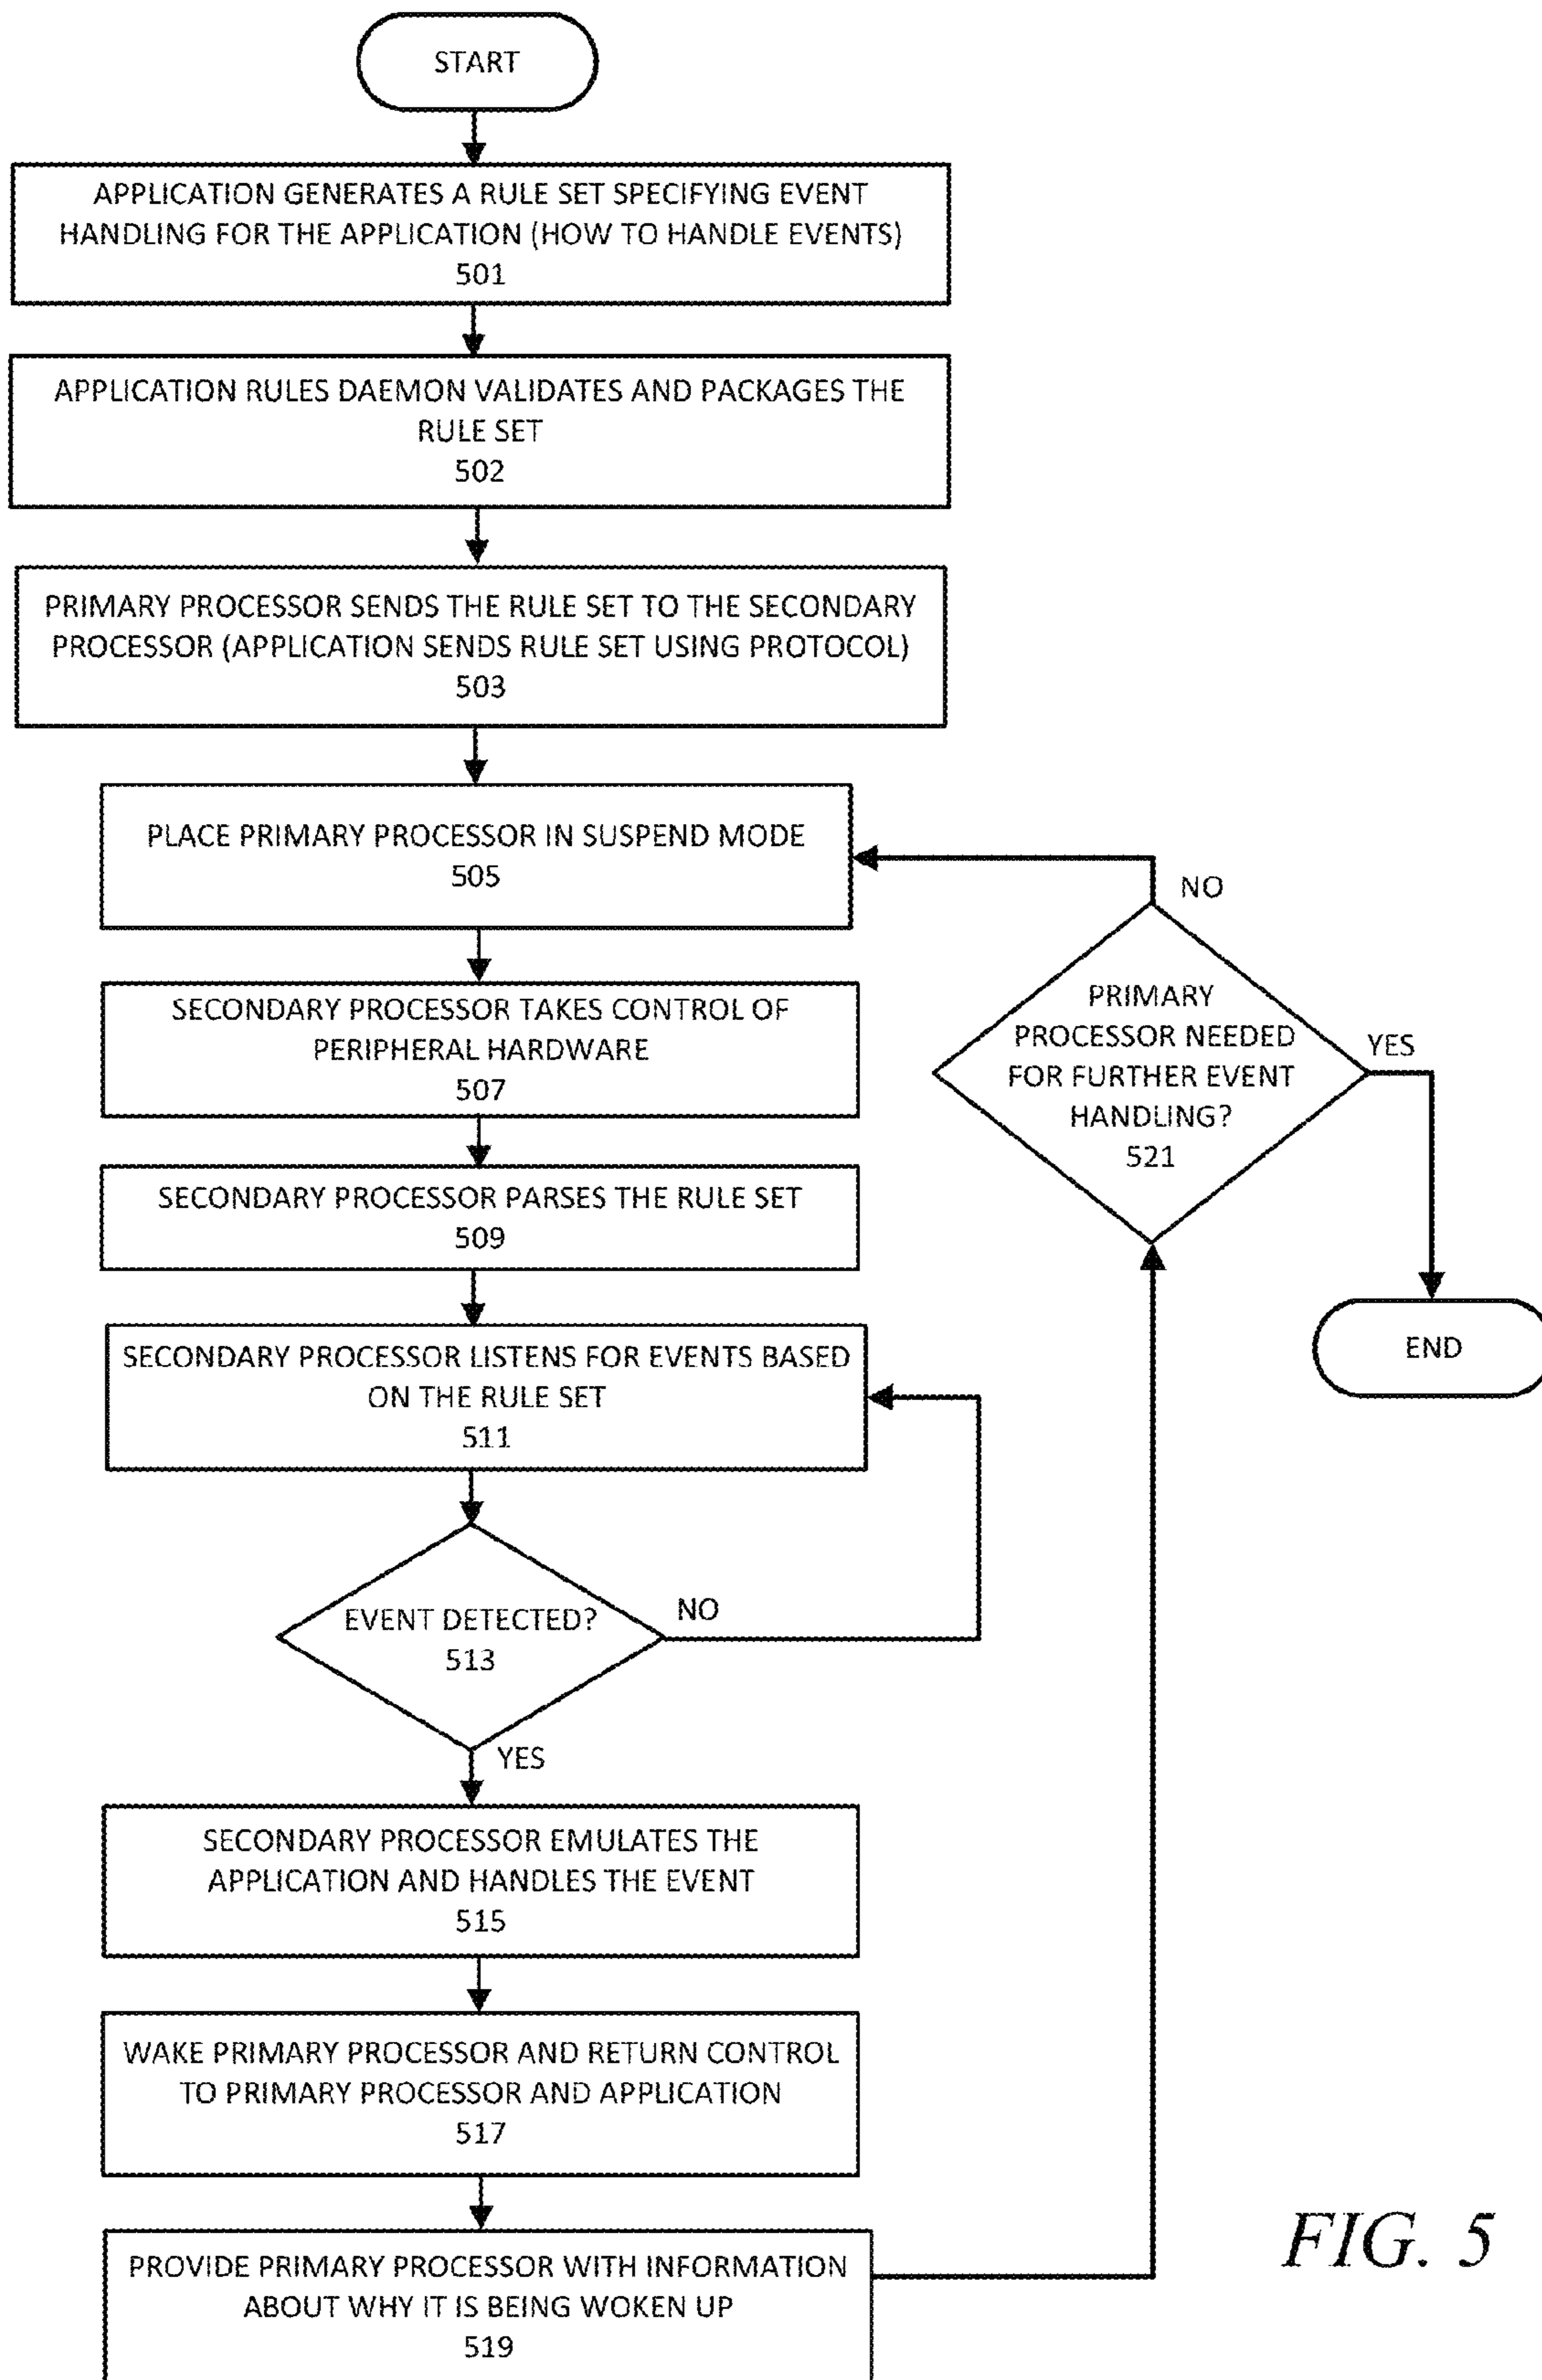 START
APPLICATION GENERATES A RULE SET SPECIFYING EVENT
HANDLING FOR THE APPLICATION (HOW TO HANDLE EVENTS)
501
APPLICATION RULES DAEMON VALIDATES AND PACKAGES THE
RULE SET
502
PRIMARY PROCESSOR SENDS THE RULE SET TO THE SECONDARY
PROCESSOR (APPLICATION SENDS RULE SET USING PROTOCOL)
503
PLACE PRIMARY PROCESSOR IN SUSPEND MODE
505
SECONDARY PROCESSOR TAKES CONTROL OF
PERIPHERAL HARDWARE
507
SECONDARY PROCESSOR PARSES THE RULE SET
509
SECONDARY PROCESSOR LISTENS FOR EVENTS BASED
ON THE RULE SET
511
EVENT DETECTED?
513
NO
YES
SECONDARY PROCESSOR EMULATES THE
APPLICATION AND HANDLES THE EVENT
515
WAKE PRIMARY PROCESSOR AND RETURN CONTROL
TO PRIMARY PROCESSOR AND APPLICATION
517
PROVIDE PRIMARY PROCESSOR WITH INFORMATION
ABOUT WHY IT IS BEING WOKEN UP
519
NO
PRIMARY
PROCESSOR NEEDED
FOR FURTHER EVENT
HANDLING?
521
YES
END
FIG. 5